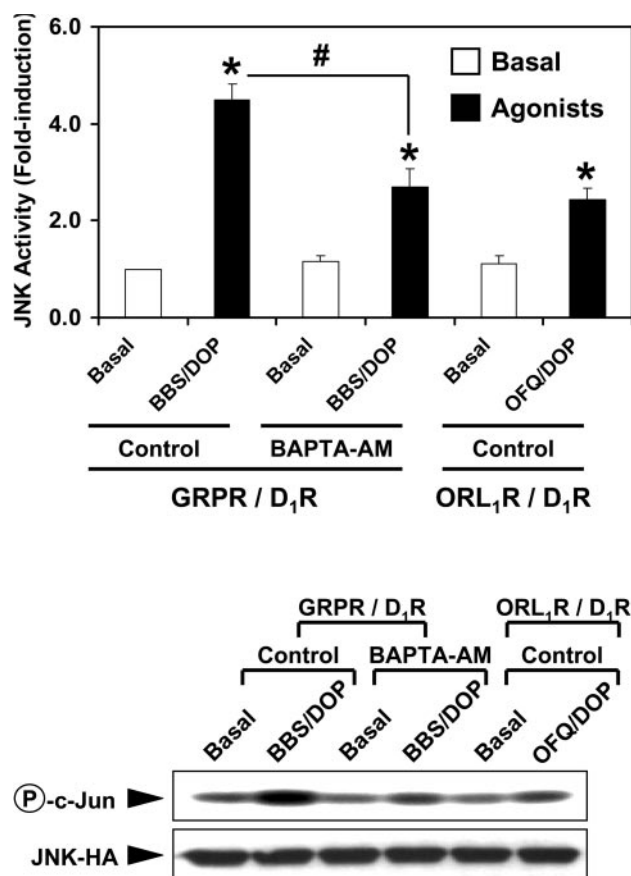 6.0
4.0
2.0
0.0
JNK Activity (Fold-induction)
* # * *
Basal
Agonists
Basal BBS/DOP Basal BBS/DOP Basal OFQ/DOP
Control BAPTA-AM Control
GRPR / D₁R ORL₁R / D₁R
GRPR / D₁R ORL₁R / D₁R
Control BAPTA-AM Control
Basal BBS/DOP Basal BBS/DOP Basal OFQ/DOP
Ⓟ-c-Jun
JNK-HA